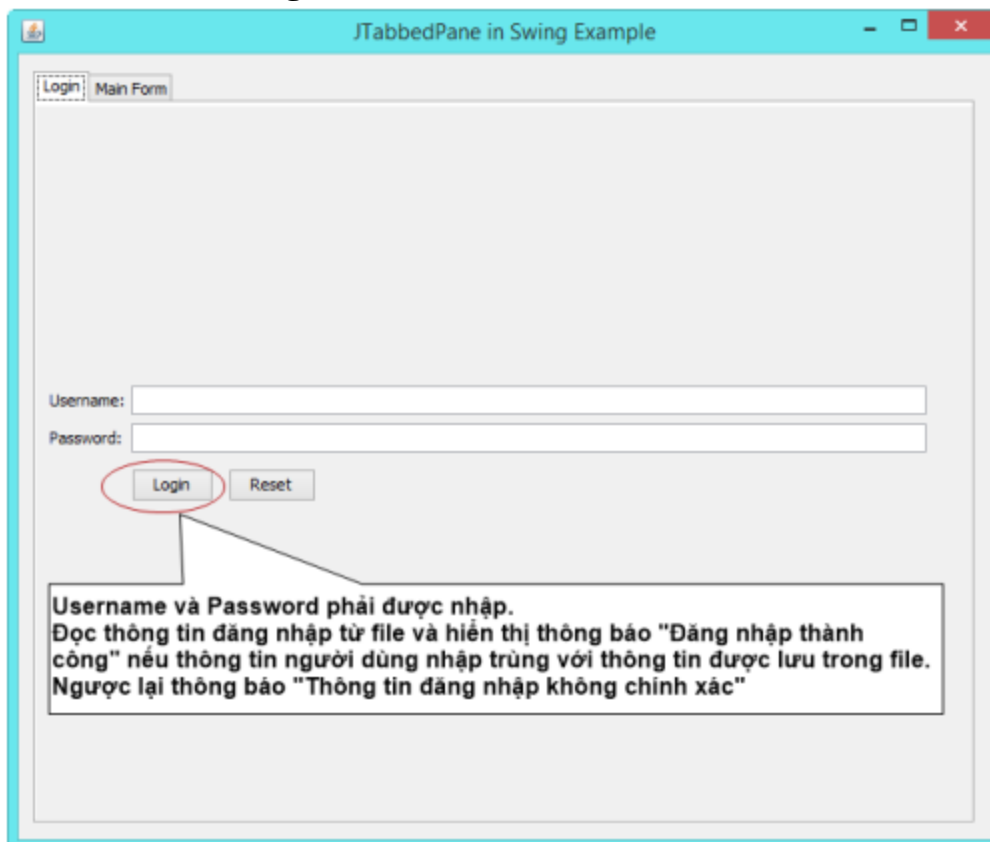 JTabbedPane in Swing Example
Login Main Form
Username:
Password:
Login Reset
Username và Password phải được nhập.
Đọc thông tin đăng nhập từ file và hiển thị thông báo "Đăng nhập thành
công" nếu thông tin người dùng nhập trùng với thông tin được lưu trong file.
Ngược lại thông báo "Thông tin đăng nhập không chính xác"